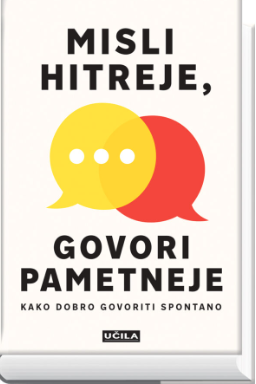 MISLI
HITREJE,
GOVORI
PAMETNEJE
KAKO DOBRO GOVORITI SPONTANO
UČILA